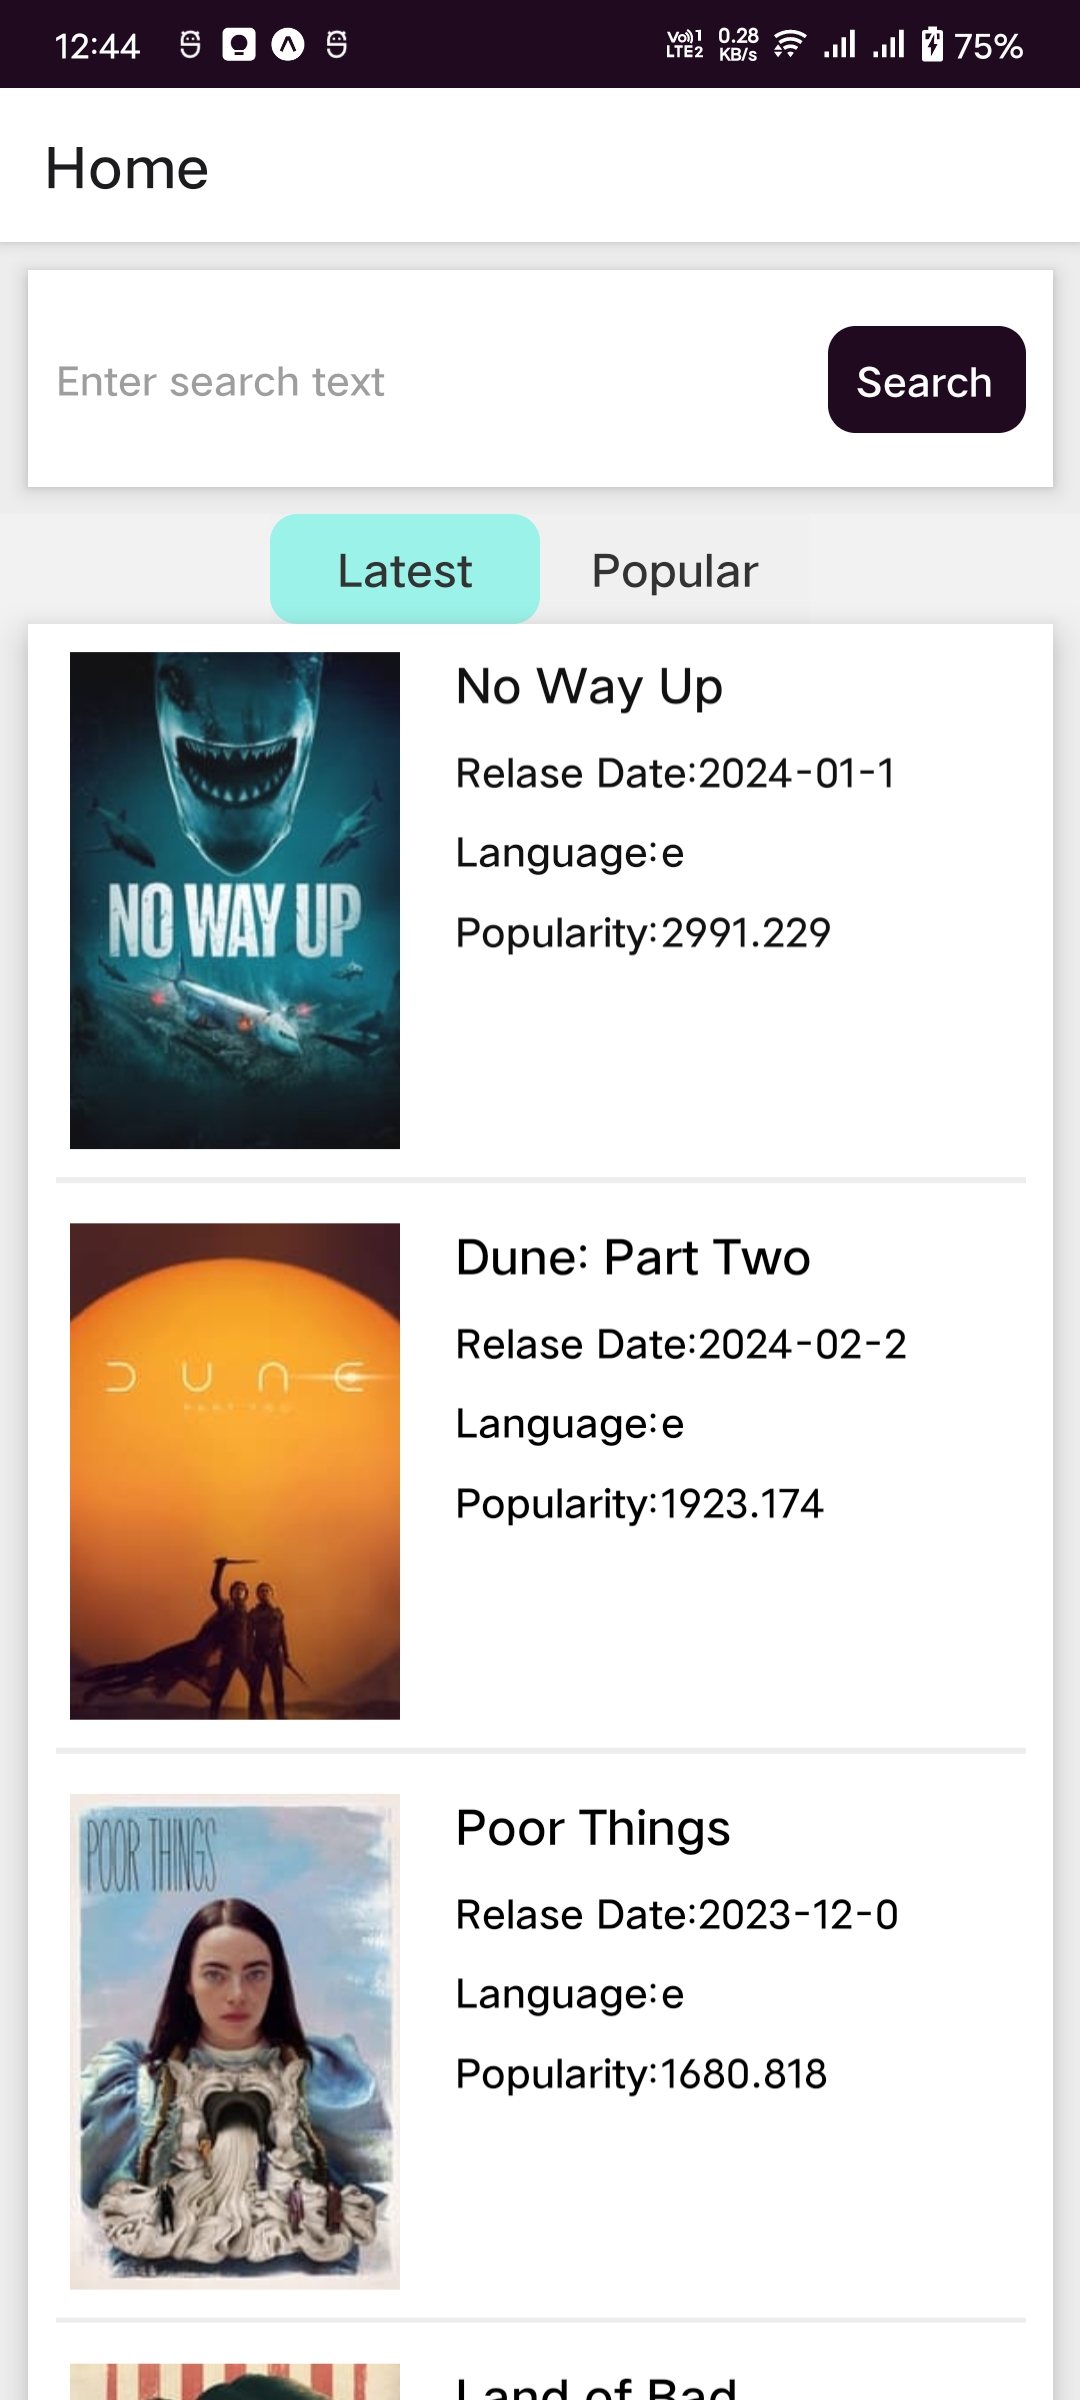 12:44 Vo))1 LTE2 0.28 KB/s 75%
Home
Enter search text Search
Latest Popular
No Way Up
Relase Date:2024-01-1
Language:e
Popularity:2991.229
NO WAY UP
Dune: Part Two
Relase Date:2024-02-2
Language:e
Popularity:1923.174
DUNE
PART TWO
Poor Things
Relase Date:2023-12-0
Language:e
Popularity:1680.818
POOR THINGS
Land of Bad